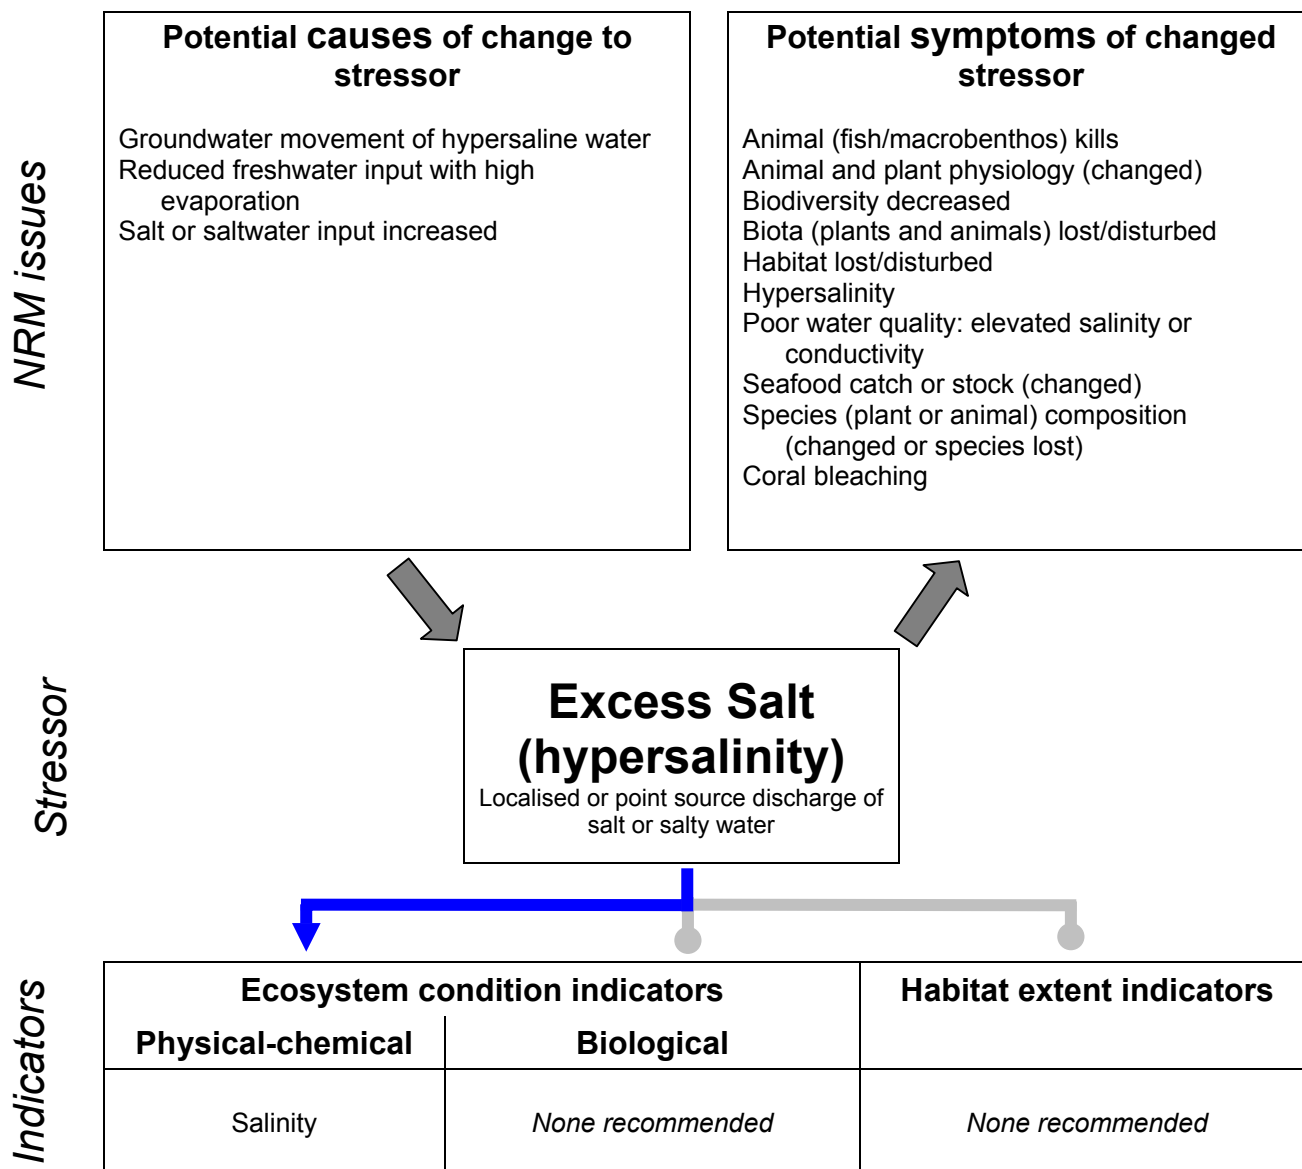 NRM issues
Potential causes of change to
stressor
Groundwater movement of hypersaline water
Reduced freshwater input with high
evaporation
Salt or saltwater input increased
Potential symptoms of changed
stressor
Animal (fish/macrobenthos) kills
Animal and plant physiology (changed)
Biodiversity decreased
Biota (plants and animals) lost/disturbed
Habitat lost/disturbed
Hypersalinity
Poor water quality: elevated salinity or
conductivity
Seafood catch or stock (changed)
Species (plant or animal) composition
(changed or species lost)
Coral bleaching
Stressor
Excess Salt
(hypersalinity)
Localised or point source discharge of
salt or salty water
Indicators
Ecosystem condition indicators
Habitat extent indicators
Physical-chemical
Biological
Salinity
None recommended
None recommended